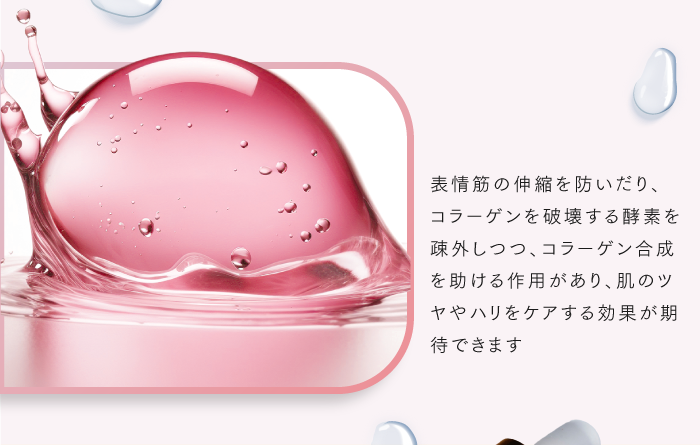 表情筋の伸縮を防いだり、
コラーゲンを破壊する酵素を
疎外しつつ、コラーゲン合成
を助ける作用があり、肌のツ
ヤやハリをケアする効果が期
待できます